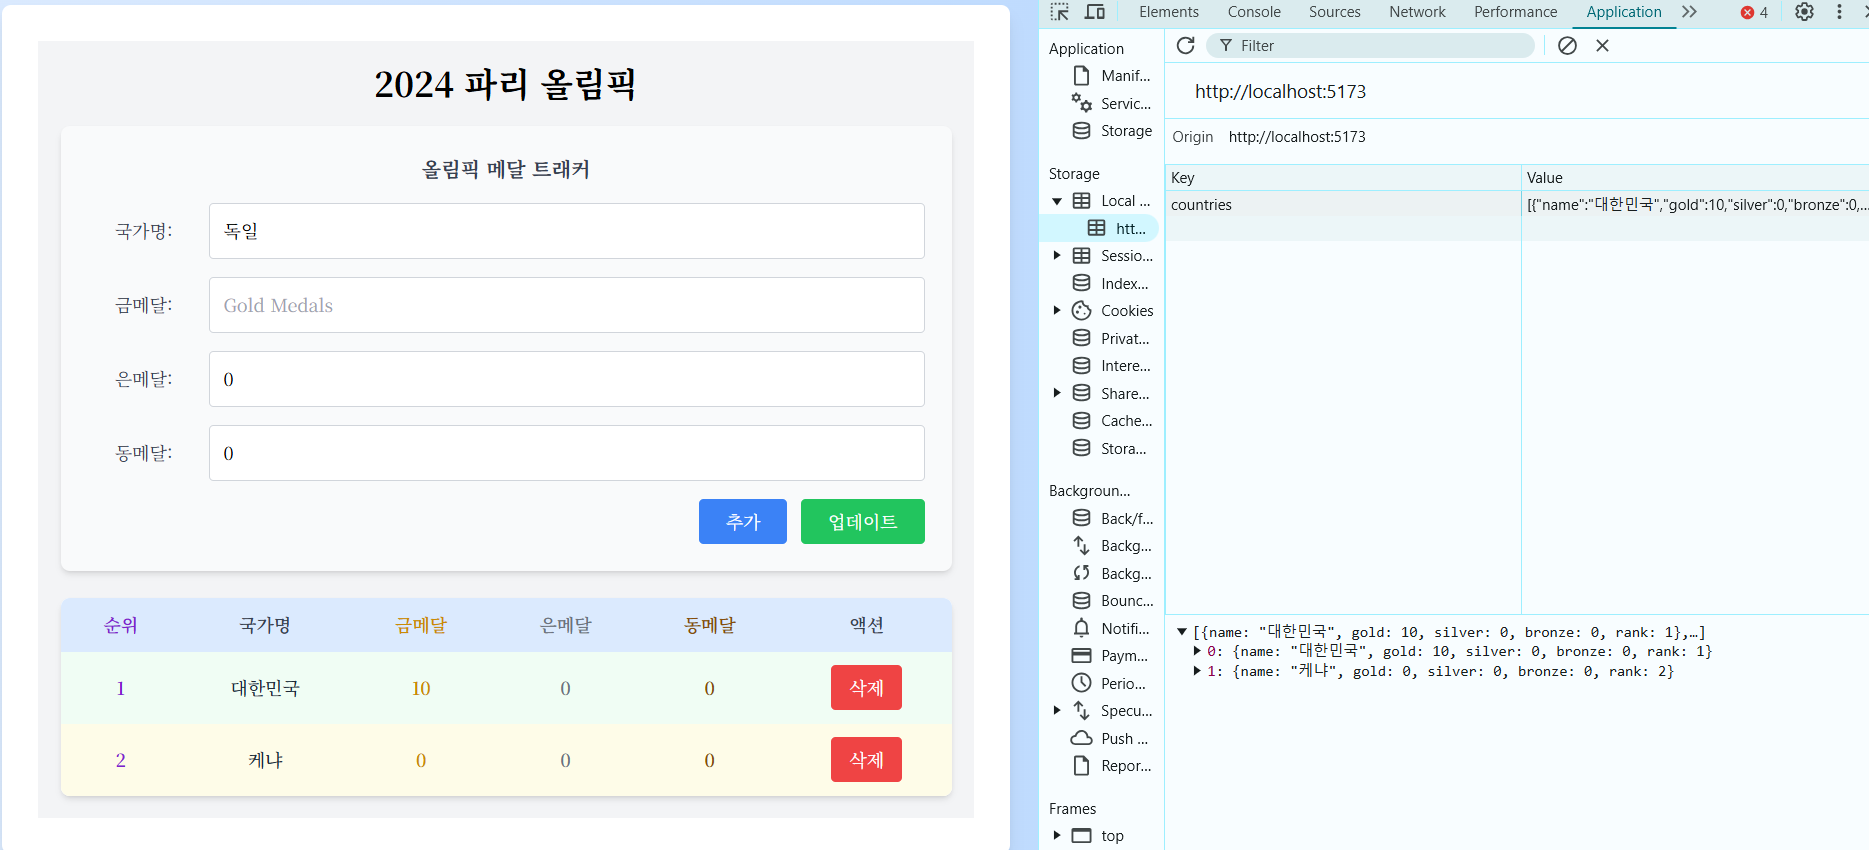 2024 파리 올림픽
올림픽 메달 트래커
국가명: 독일
금메달: Gold Medals
은메달: 0
동메달: 0
추가 업데이트
순위 국가명 금메달 은메달 동메달 액션
1 대한민국 10 0 0 삭제
2 케냐 0 0 0 삭제
Elements Console Sources Network Performance Application 4
Application
Manif...
Servic...
Storage
Storage
Local ...
htt...
Sessio...
Index...
Cookies
Privat...
Intere...
Share...
Cache...
Stora...
Backgroun...
Back/f...
Backg...
Backg...
Bounc...
Notifi...
Paym...
Perio...
Specu...
Push ...
Repor...
Frames
top
Filter
http://localhost:5173
Origin http://localhost:5173
Key Value
countries [{"name":"대한민국","gold":10,"silver":0,"bronze":0,...
[{name: "대한민국", gold: 10, silver: 0, bronze: 0, rank: 1},…]
0: {name: "대한민국", gold: 10, silver: 0, bronze: 0, rank: 1}
1: {name: "케냐", gold: 0, silver: 0, bronze: 0, rank: 2}